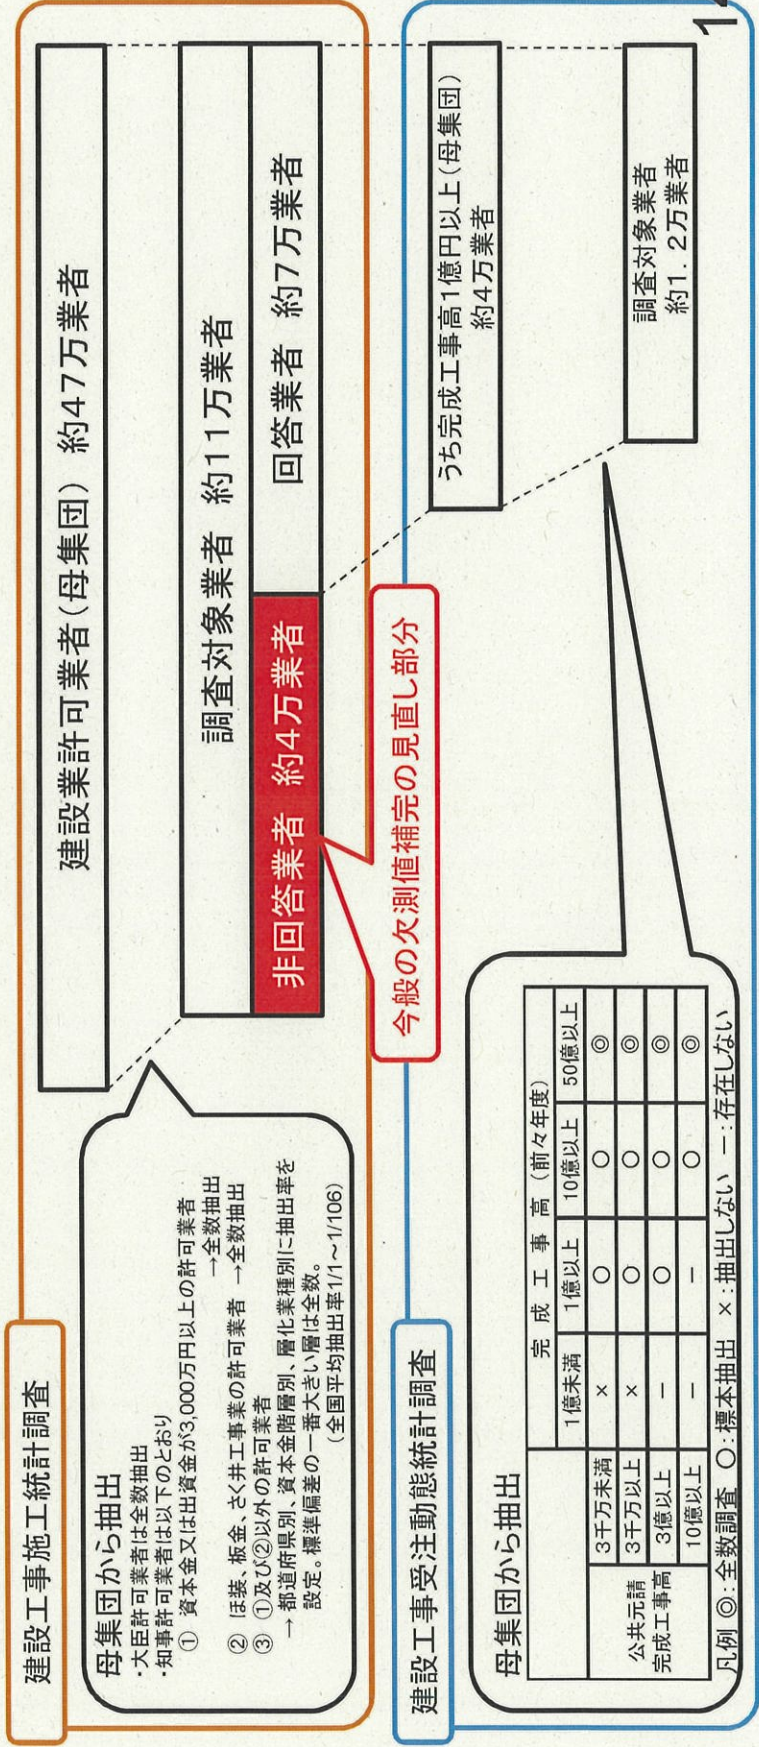 建設工事施工統計調査
母集団から抽出
・大臣許可業者は全数抽出
・知事許可業者は以下のとおり
① 資本金又は出資金が3,000万円以上の許可業者
→全数抽出
② ほ装、板金、さく井工事業の許可業者 →全数抽出
③ ①及び②以外の許可業者
→ 都道府県別、資本金階層別、層化業種別に抽出率を
設定。標準偏差の一番大きい層は全数。
(全国平均抽出率1/1~1/106)
建設業許可業者(母集団) 約47万業者
調査対象業者 約11万業者
非回答業者 約4万業者
回答業者 約7万業者
今般の欠測値補完の見直し部分
建設工事受注動態統計調査
母集団から抽出
完成工事高(前々年度)
1億未満 1億以上 10億以上 50億以上
公共元請
完成工事高
3千万未満 × ○ ○ ◎
3千万以上 × ○ ○ ◎
3億以上 - ○ ○ ◎
10億以上 - - ○ ◎
凡例 ◎:全数調査 ○:標本抽出 ×:抽出しない -:存在しない
うち完成工事高1億円以上(母集団)
約4万業者
調査対象業者
約1.2万業者